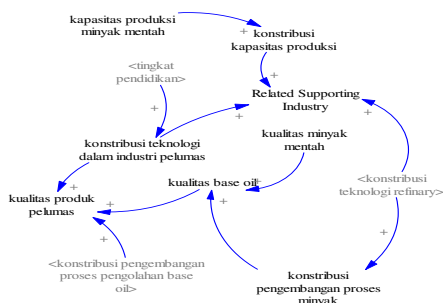 kapasitas produksi
minyak mentah
konstribusi
kapasitas produksi
<tingkat
pendidikan>
Related Supporting
Industry
konstribusi teknologi
dalam industri pelumas
kualitas minyak
mentah
kualitas base oil
<konstribusi
teknologi refinary>
kualitas produk
pelumas
<konstribusi pengembangan
proses pengolahan base
oil>
konstribusi
pengembangan proses
minyak
+
+
+
+
+
+
+
+
+
+
+